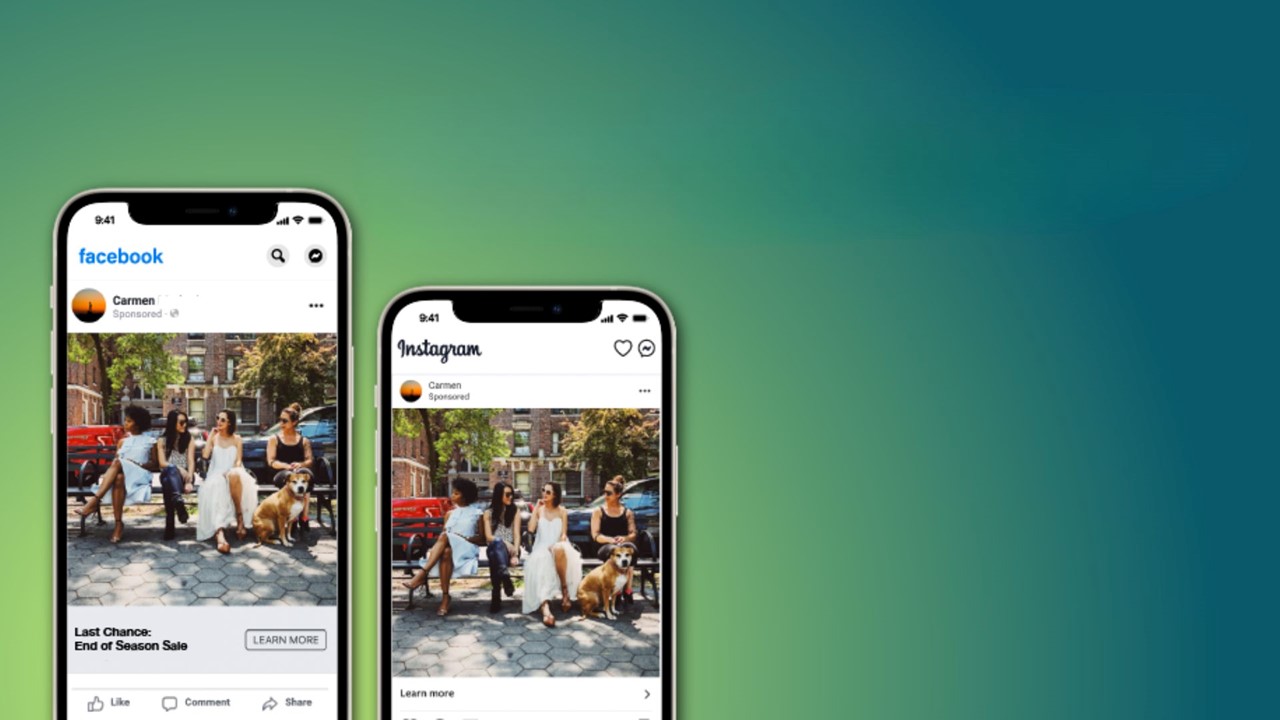 9:41
facebook
Carmen
Sponsored ·
Last Chance:
End of Season Sale
LEARN MORE
Like
Comment
Share
9:41
Instagram
Carmen
Sponsored
Learn more